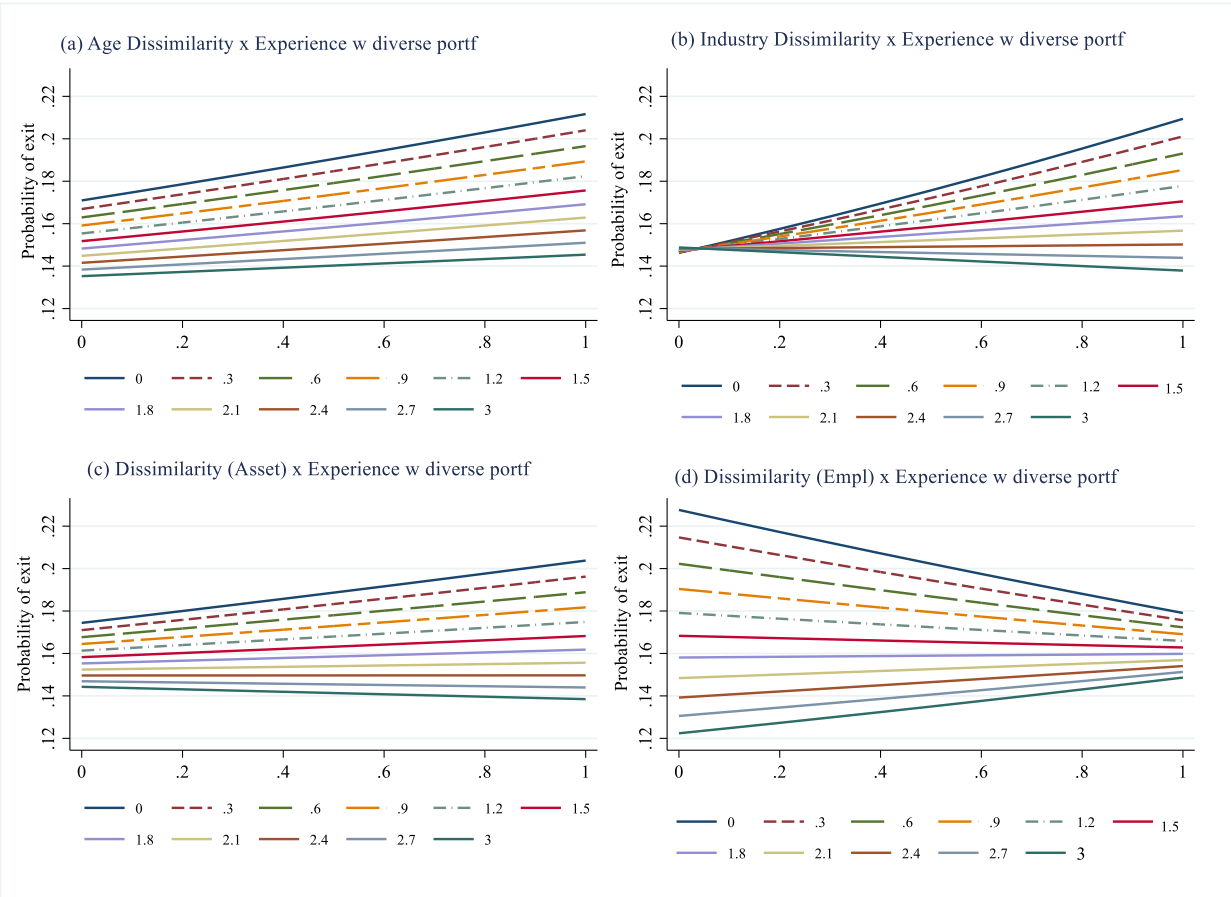 (a) Age Dissimilarity x Experience w diverse portf
Probability of exit
.22
.2
.18
.16
.14
.12
0 .2 .4 .6 .8 1
0 .3 .6 .9 1.2 1.5
1.8 2.1 2.4 2.7 3
(b) Industry Dissimilarity x Experience w diverse portf
Probability of exit
.22
.2
.18
.16
.14
.12
0 .2 .4 .6 .8 1
0 .3 .6 .9 1.2 1.5
1.8 2.1 2.4 2.7 3
(c) Dissimilarity (Asset) x Experience w diverse portf
Probability of exit
.22
.2
.18
.16
.14
.12
0 .2 .4 .6 .8 1
0 .3 .6 .9 1.2 1.5
1.8 2.1 2.4 2.7 3
(d) Dissimilarity (Empl) x Experience w diverse portf
Probability of exit
.22
.2
.18
.16
.14
.12
0 .2 .4 .6 .8 1
0 .3 .6 .9 1.2 1.5
1.8 2.1 2.4 2.7 3